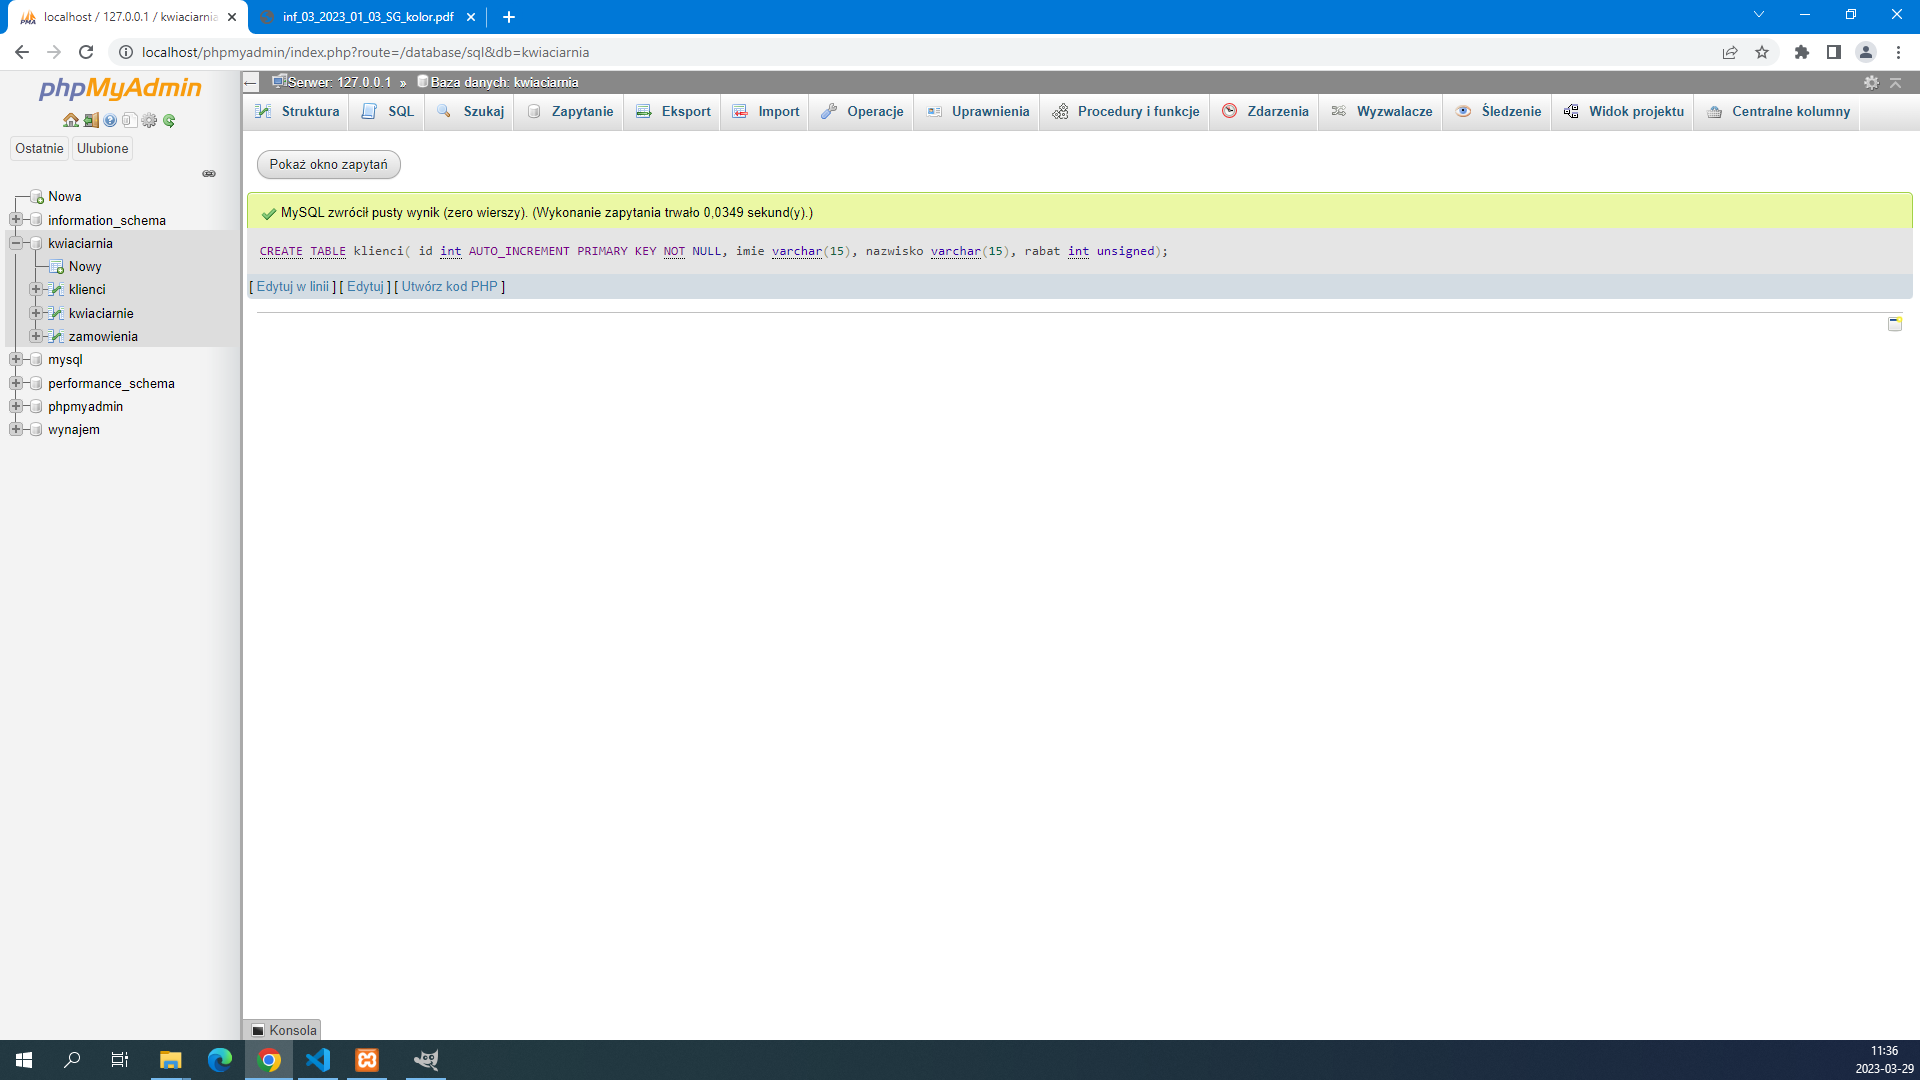 localhost / 127.0.0.1 / kwiaciarnia
inf_03_2023_01_03_SG_kolor.pdf
localhost/phpmyadmin/index.php?route=/database/sql&db=kwiaciarnia
phpMyAdmin
Ostatnie
Ulubione
Nowa
information_schema
kwiaciarnia
Nowy
klienci
kwiaciarnie
zamowienia
mysql
performance_schema
phpmyadmin
wynajem
Serwer: 127.0.0.1 » Baza danych: kwiaciarnia
Struktura SQL Szukaj Zapytanie Eksport Import Operacje Uprawnienia Procedury i funkcje Zdarzenia Wyzwalacze Śledzenie Widok projektu Centralne kolumny
Pokaż okno zapytań
MySQL zwrócił pusty wynik (zero wierszy). (Wykonanie zapytania trwało 0,0349 sekund(y).)
CREATE TABLE klienci( id int AUTO_INCREMENT PRIMARY KEY NOT NULL, imie varchar(15), nazwisko varchar(15), rabat int unsigned);
[ Edytuj w linii ] [ Edytuj ] [ Utwórz kod PHP ]
Konsola
11:36
2023-03-29